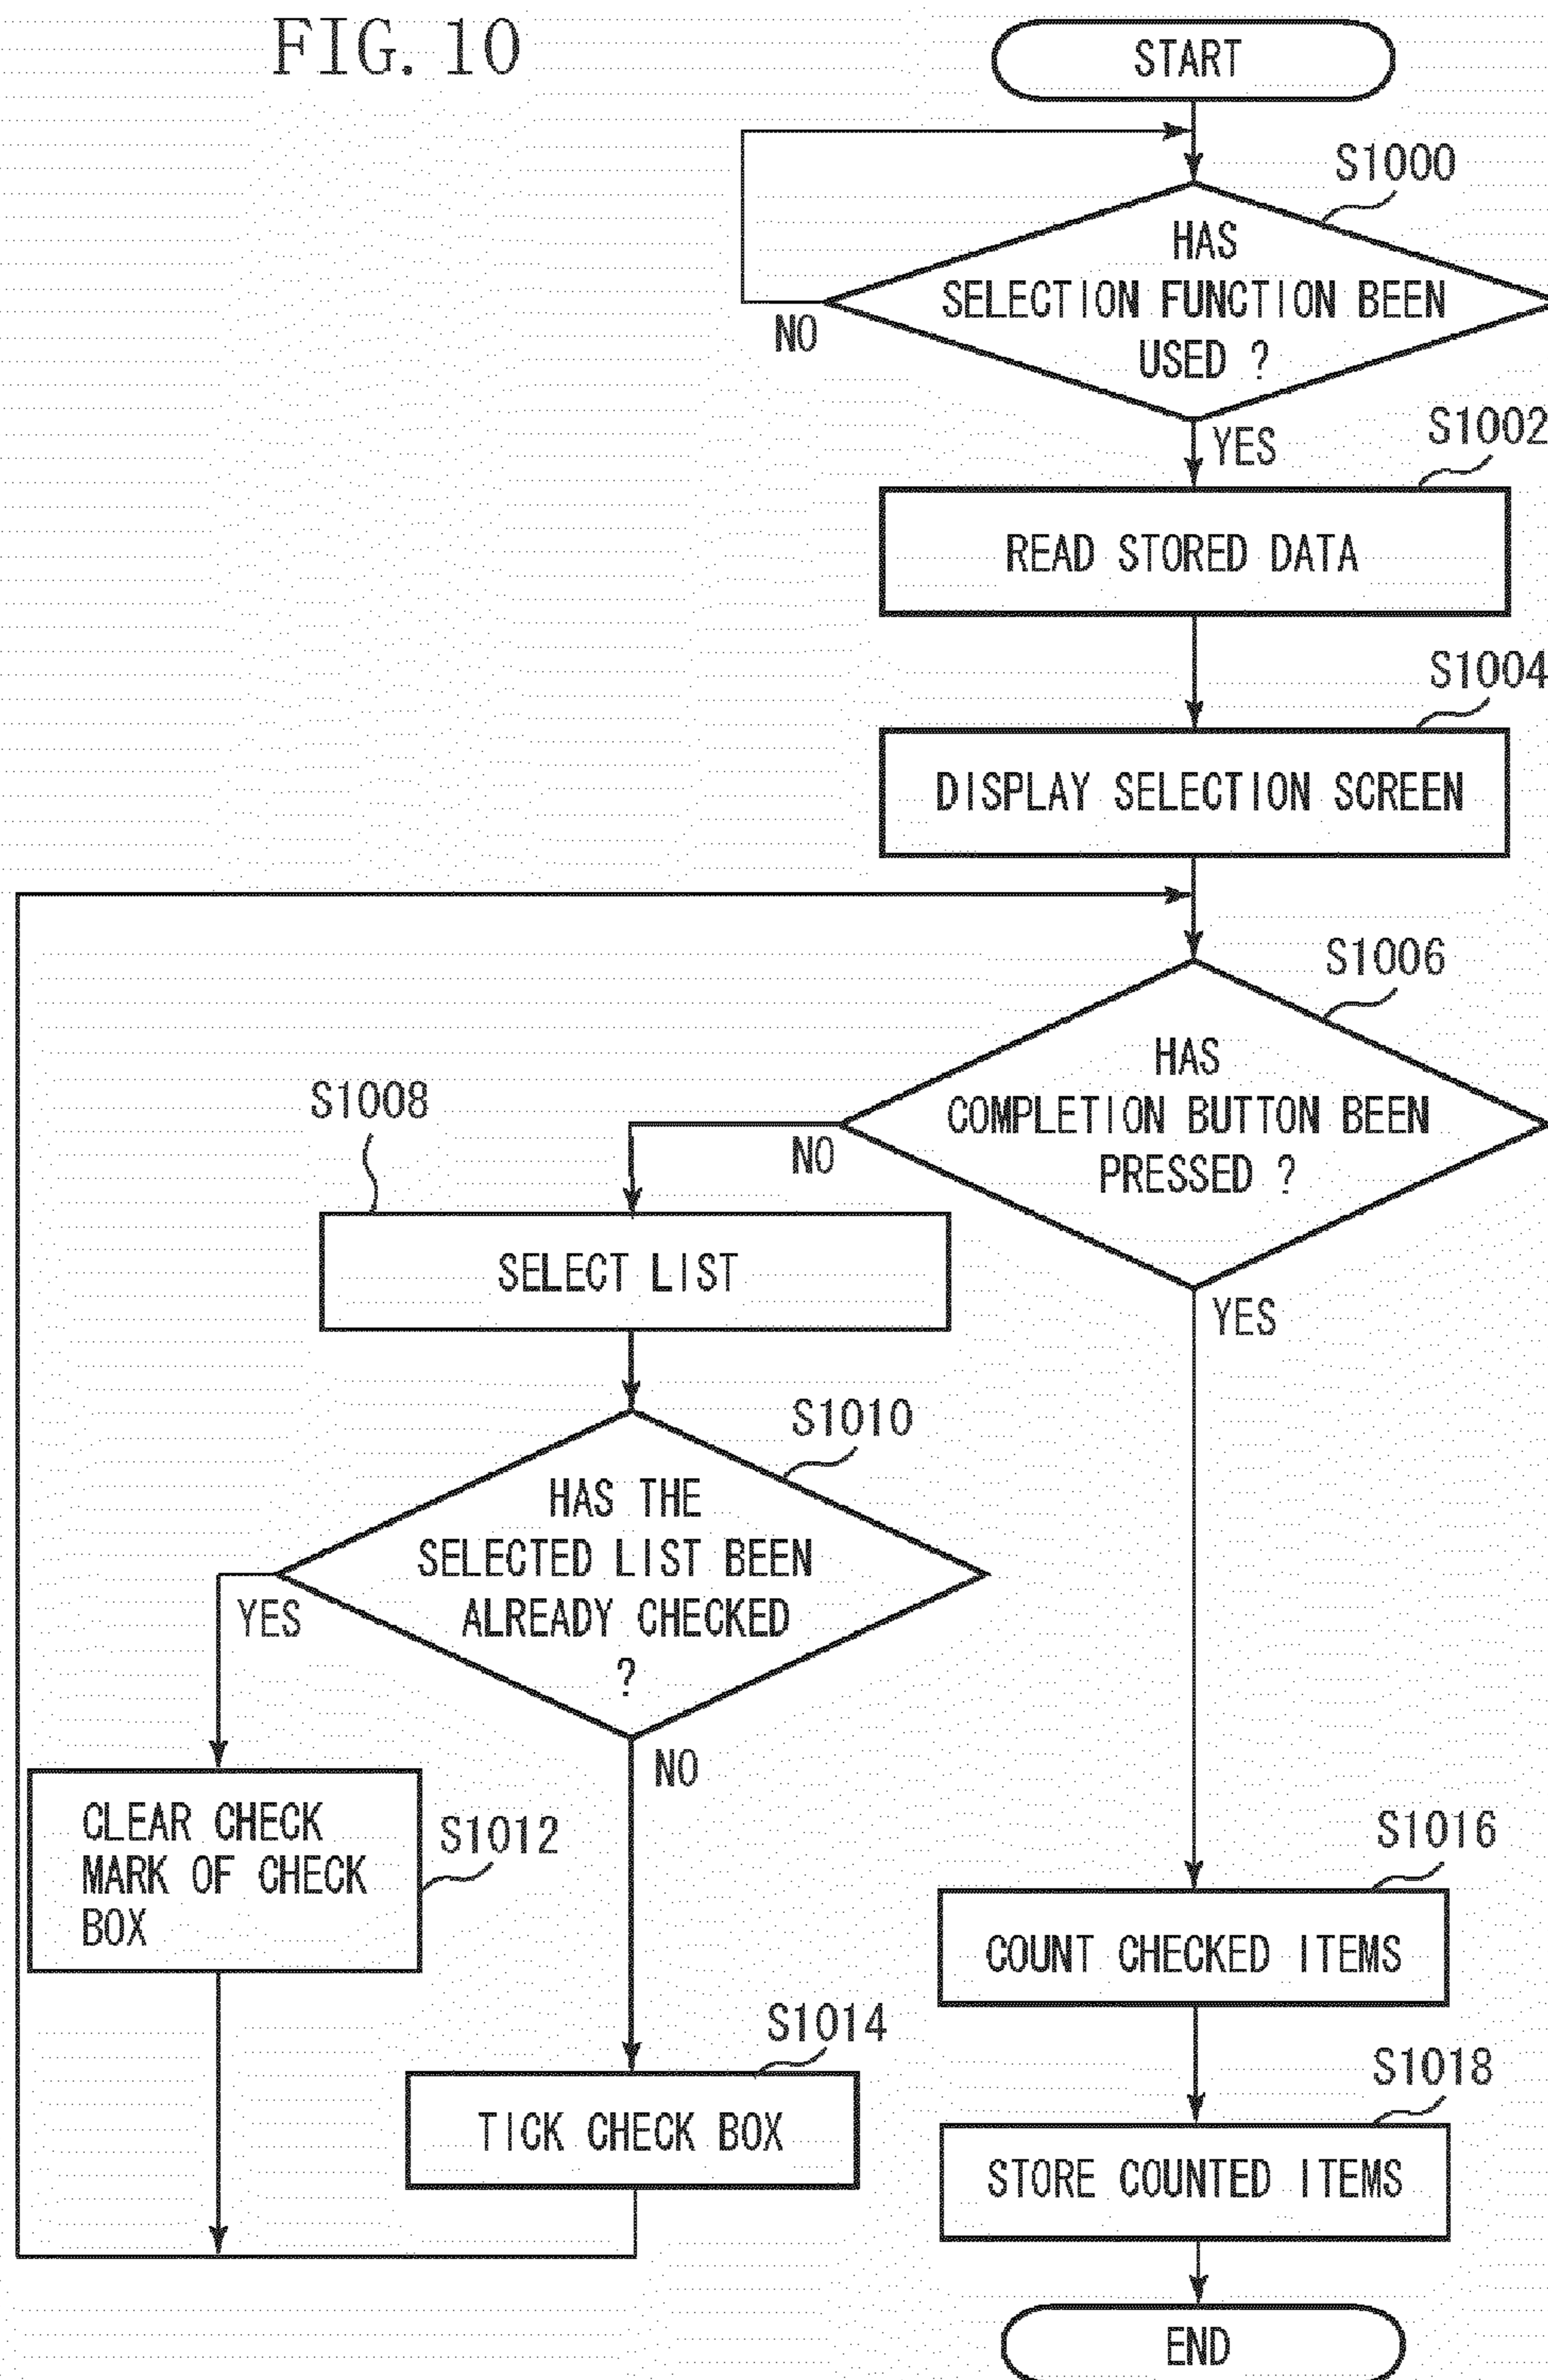 FIG. 10
START
S1000
HAS
SELECTION FUNCTION BEEN
USED ?
NO
YES
S1002
READ STORED DATA
S1004
DISPLAY SELECTION SCREEN
S1006
HAS
COMPLETION BUTTON BEEN
PRESSED ?
NO
YES
S1008
SELECT LIST
S1010
HAS THE
SELECTED LIST BEEN
ALREADY CHECKED
?
YES
NO
S1012
CLEAR CHECK
MARK OF CHECK
BOX
S1014
TICK CHECK BOX
S1016
COUNT CHECKED ITEMS
S1018
STORE COUNTED ITEMS
END